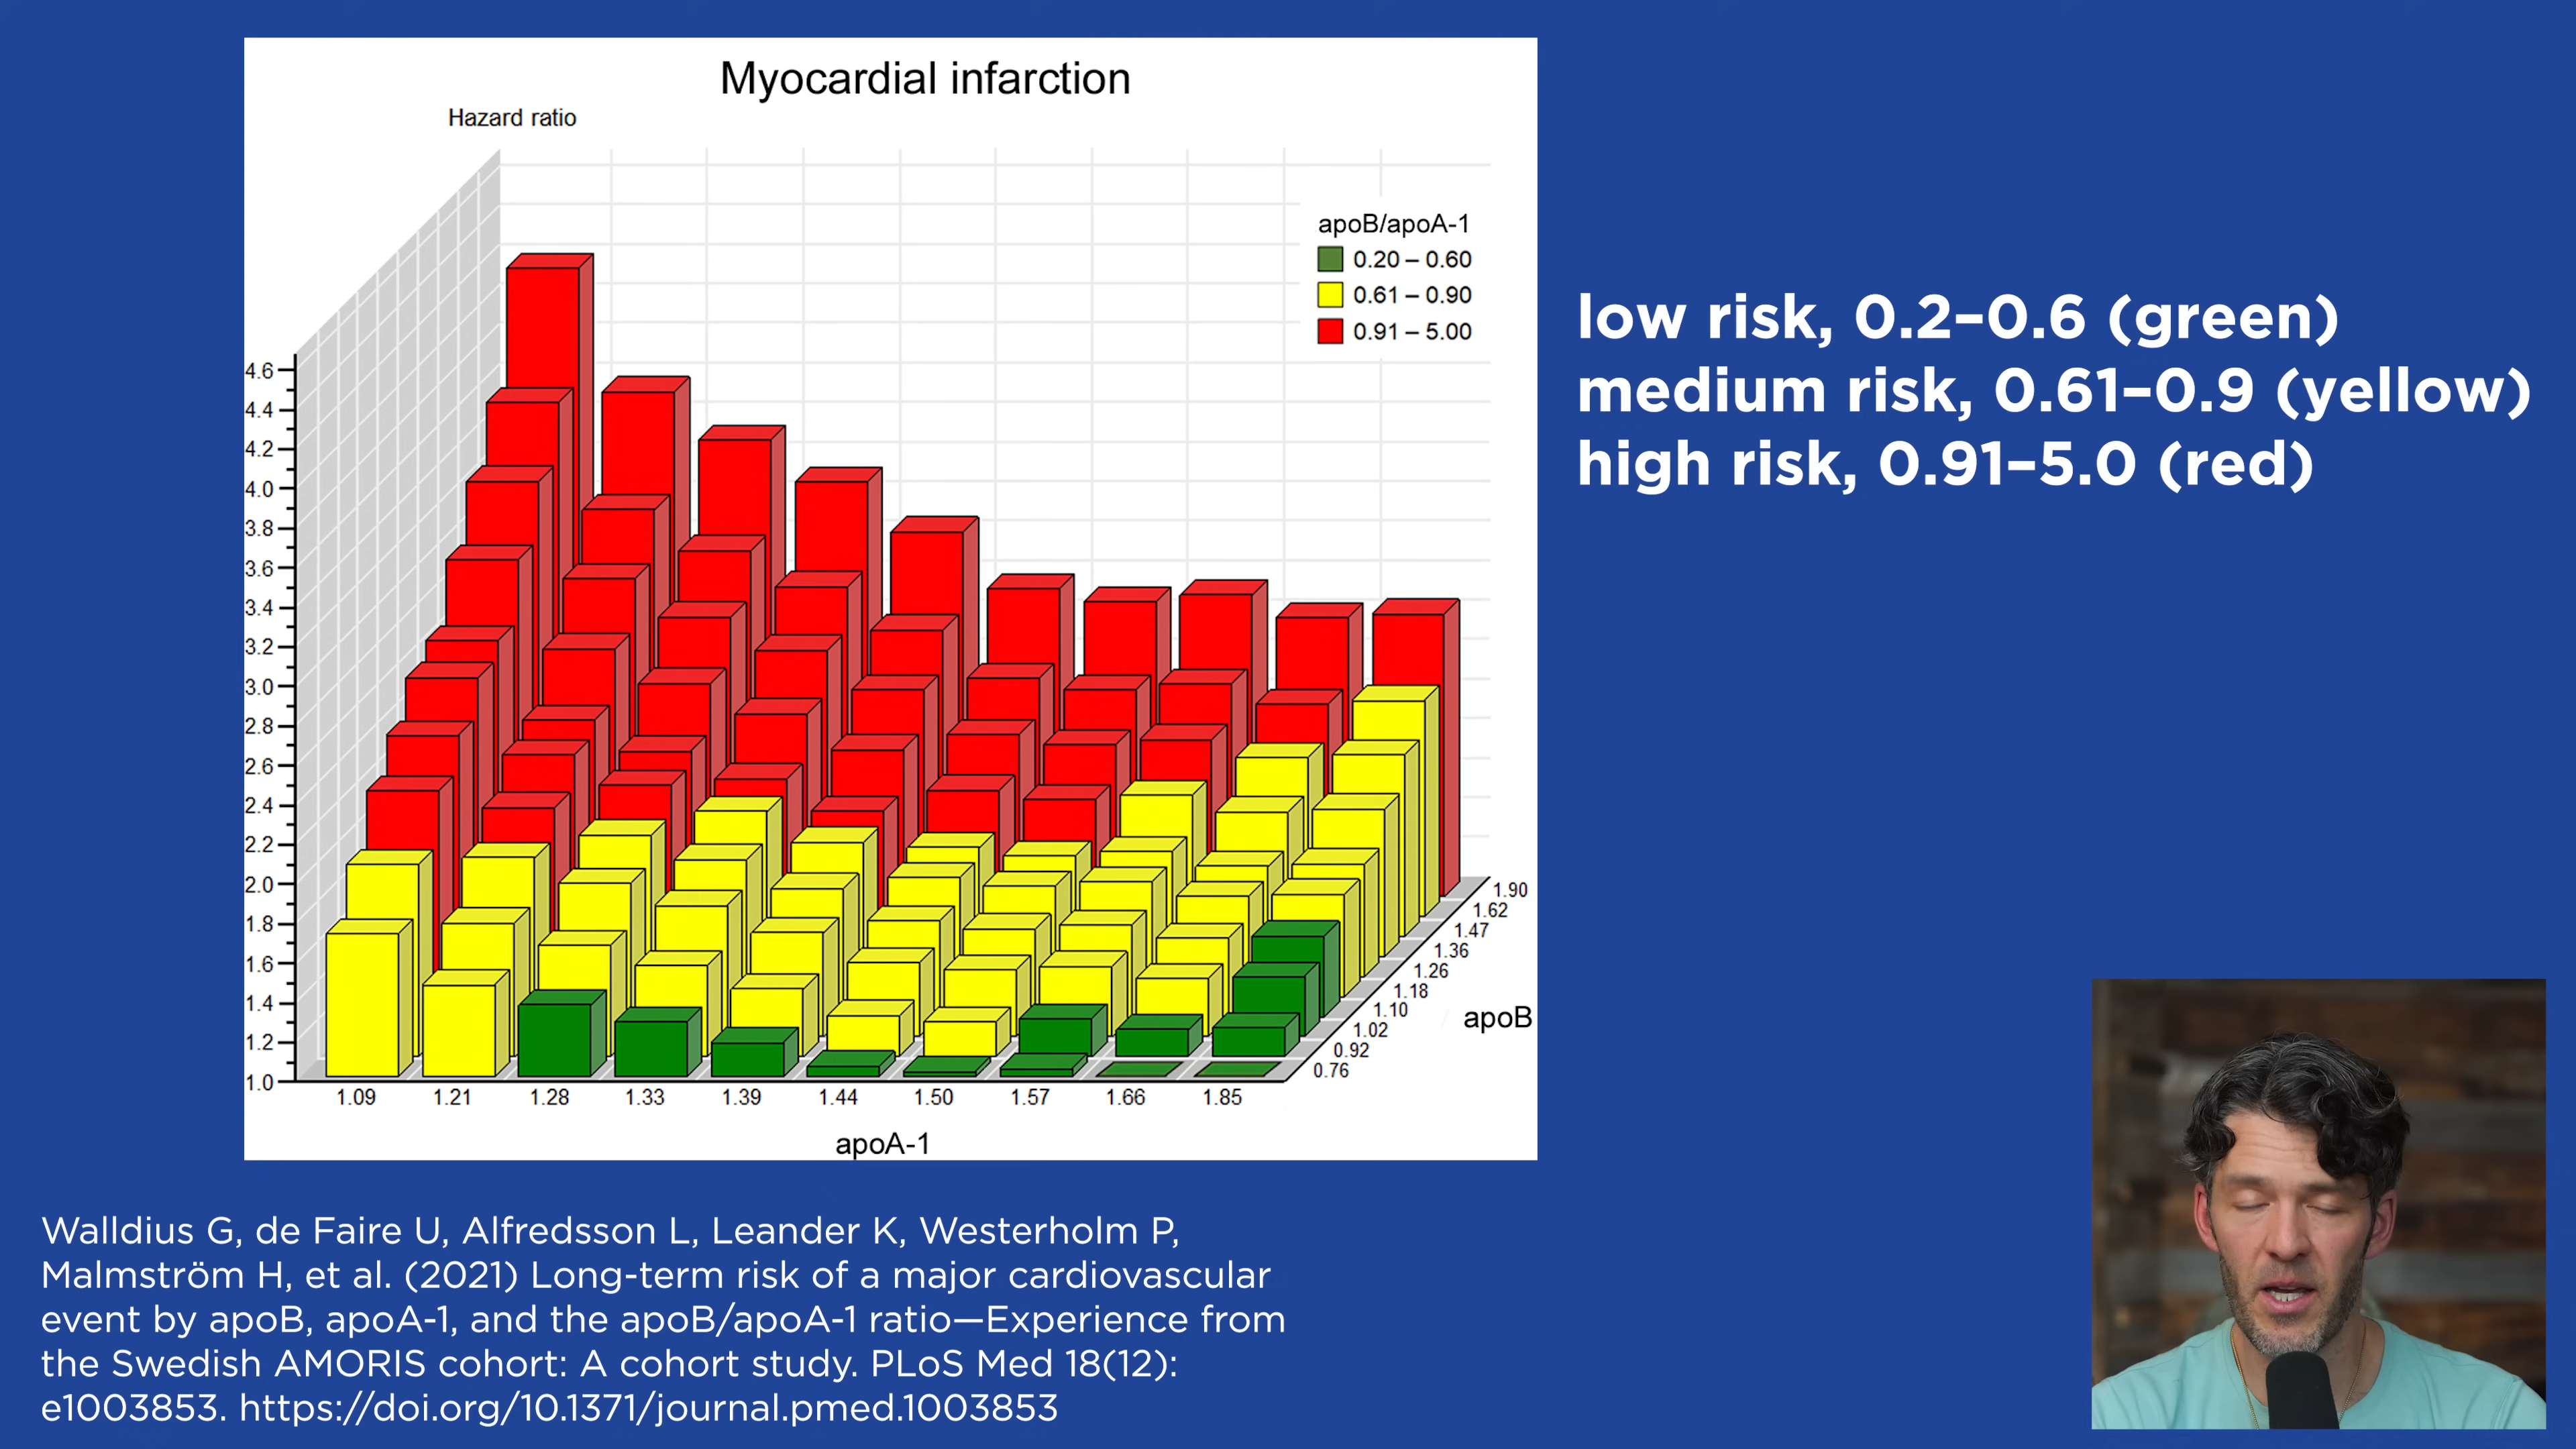 Myocardial infarction
Hazard ratio
apoB/apoA-1
0.20 – 0.60
0.61 – 0.90
0.91 – 5.00
4.6
4.4
4.2
4.0
3.8
3.6
3.4
3.2
3.0
2.8
2.6
2.4
2.2
2.0
1.8
1.6
1.4
1.2
1.0
1.90
1.62
1.47
1.36
1.26
1.18
1.10
1.02
0.92
0.76
apoB
1.09 1.21 1.28 1.33 1.39 1.44 1.50 1.57 1.66 1.85
apoA-1
low risk, 0.2–0.6 (green)
medium risk, 0.61–0.9 (yellow)
high risk, 0.91–5.0 (red)
Walldius G, de Faire U, Alfredsson L, Leander K, Westerholm P,
Malmström H, et al. (2021) Long-term risk of a major cardiovascular
event by apoB, apoA-1, and the apoB/apoA-1 ratio—Experience from
the Swedish AMORIS cohort: A cohort study. PLoS Med 18(12):
e1003853. https://doi.org/10.1371/journal.pmed.1003853